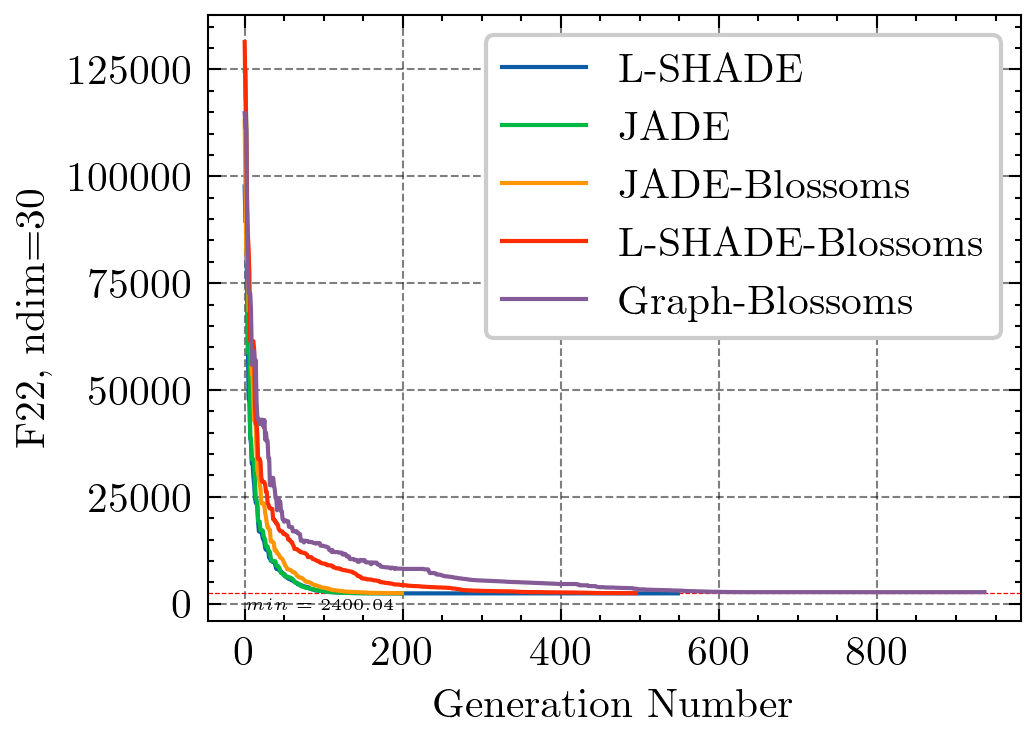 F22, ndim=30
125000
100000
75000
50000
25000
0
L-SHADE
JADE
JADE-Blossoms
L-SHADE-Blossoms
Graph-Blossoms
min = 2400.04
0 200 400 600 800
Generation Number